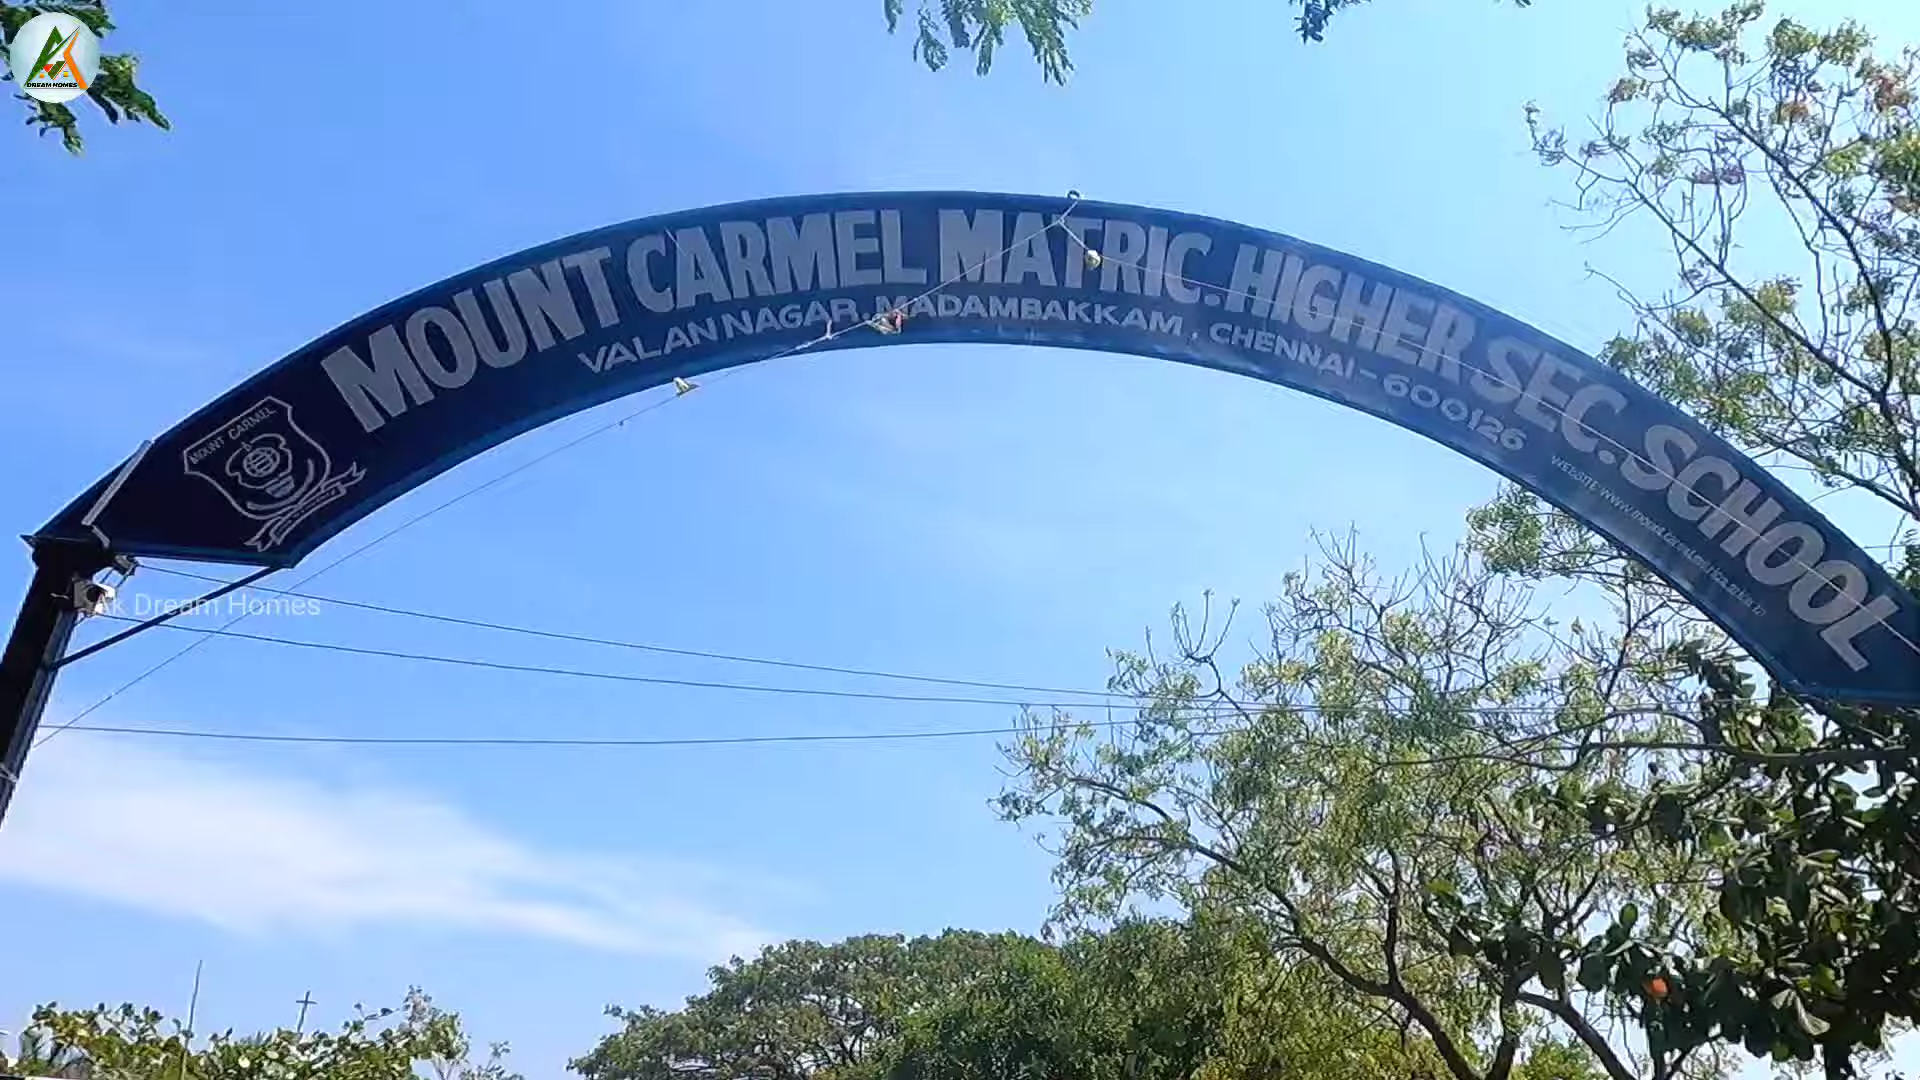 DREAM HOMES
MOUNT CARMEL MATRIC. HIGHER SEC. SCHOOL
VALAN NAGAR, MADAMBAKKAM, CHENNAI-600126
MOUNT CARMEL
Ak Dream Homes